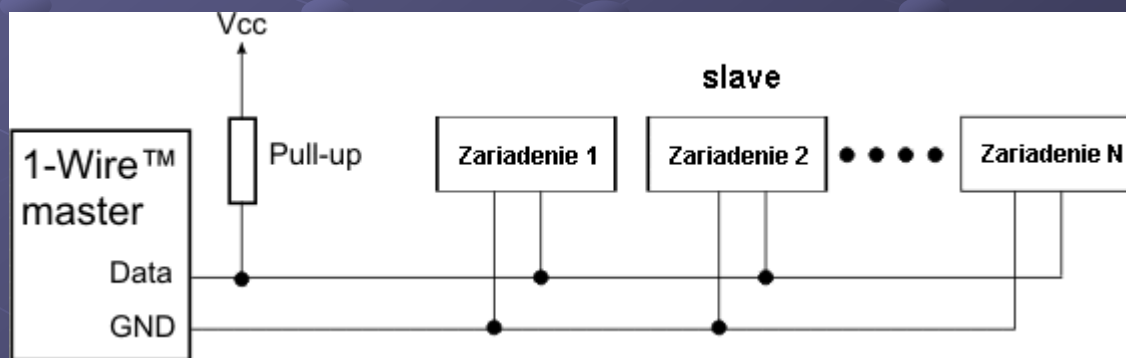 Vcc
slave
1-Wire™
master
Pull-up
Zariadenie 1
Zariadenie 2
Zariadenie N
Data
GND